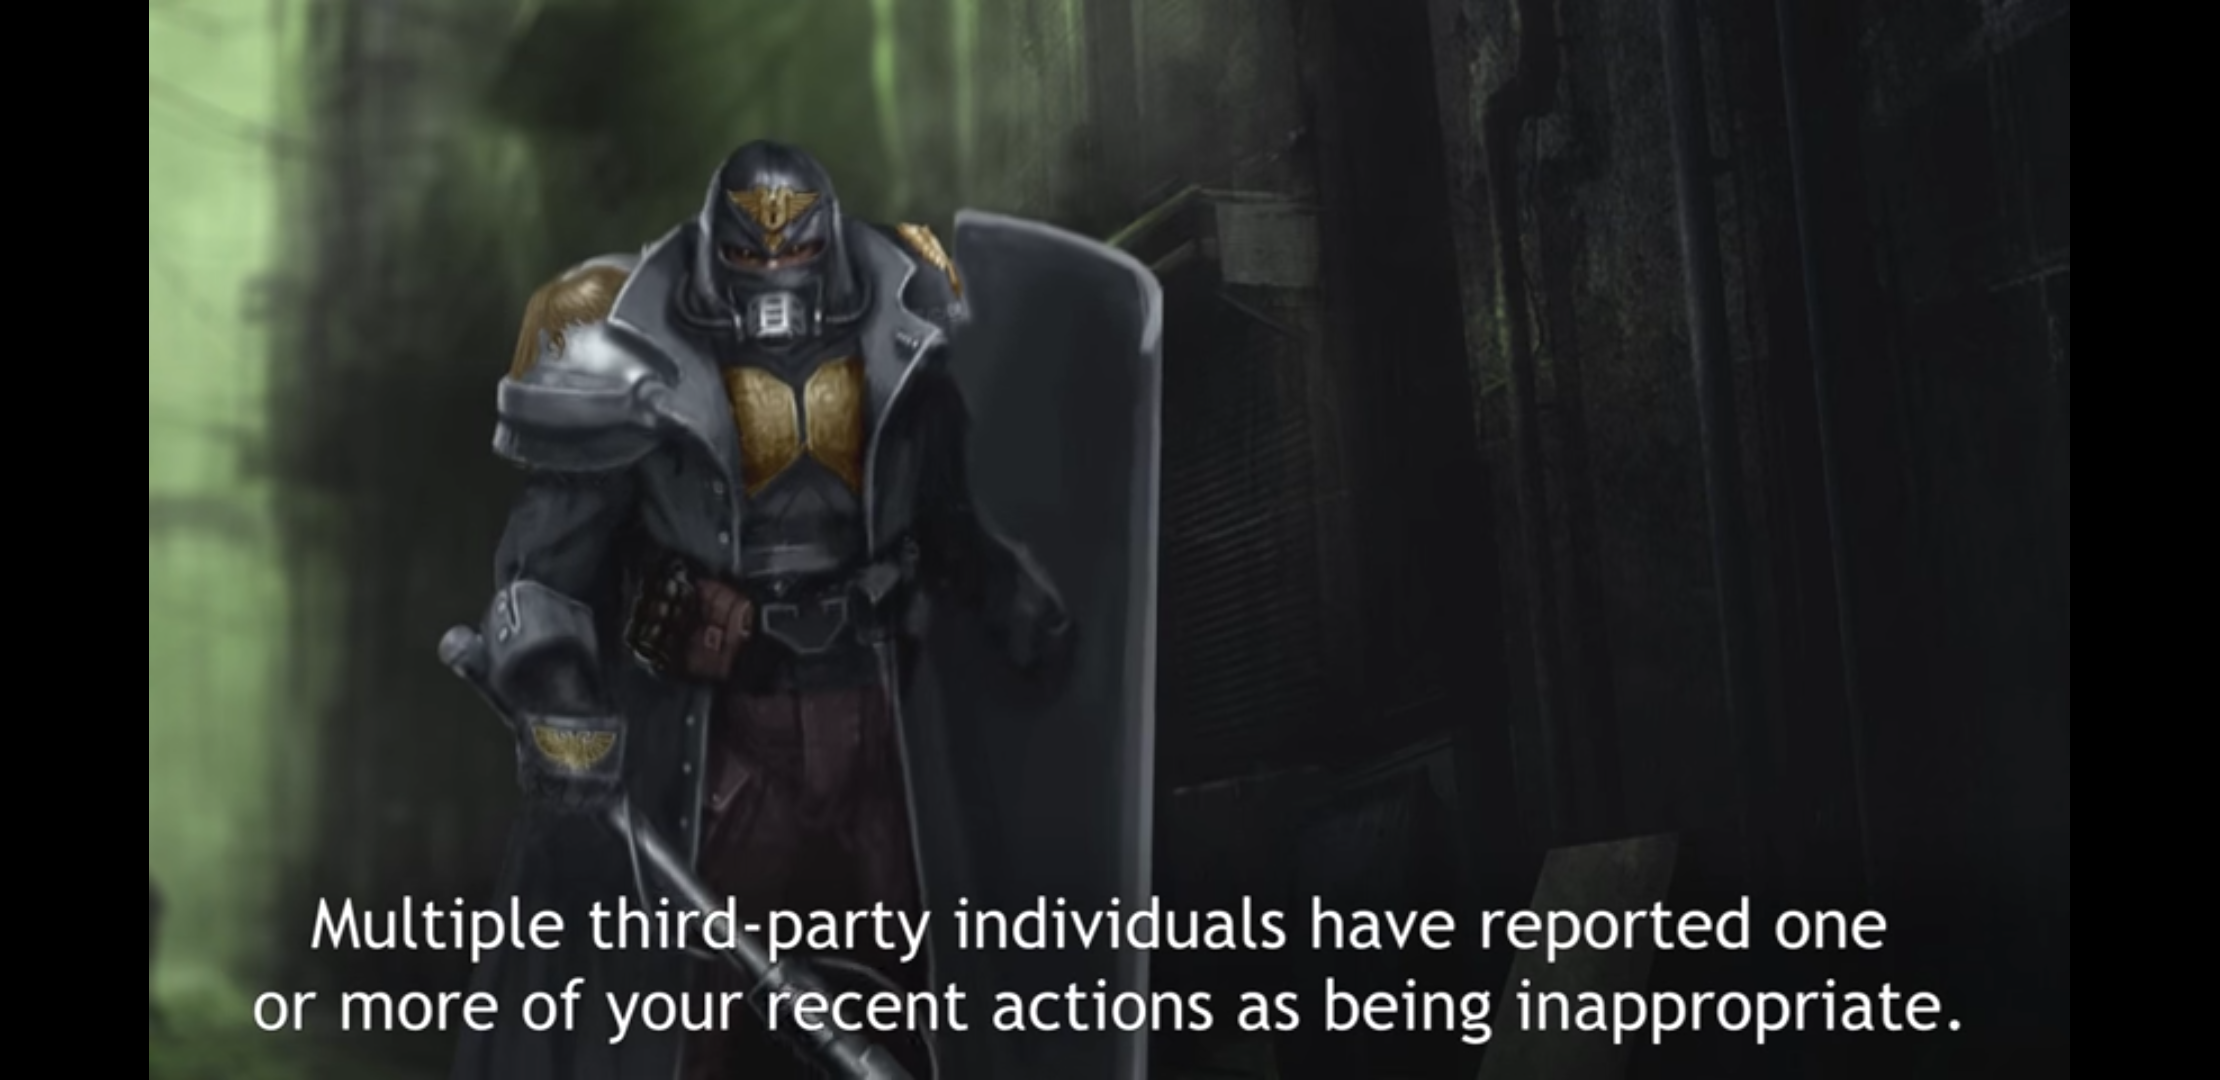 Multiple third-party individuals have reported one
or more of your recent actions as being inappropriate.